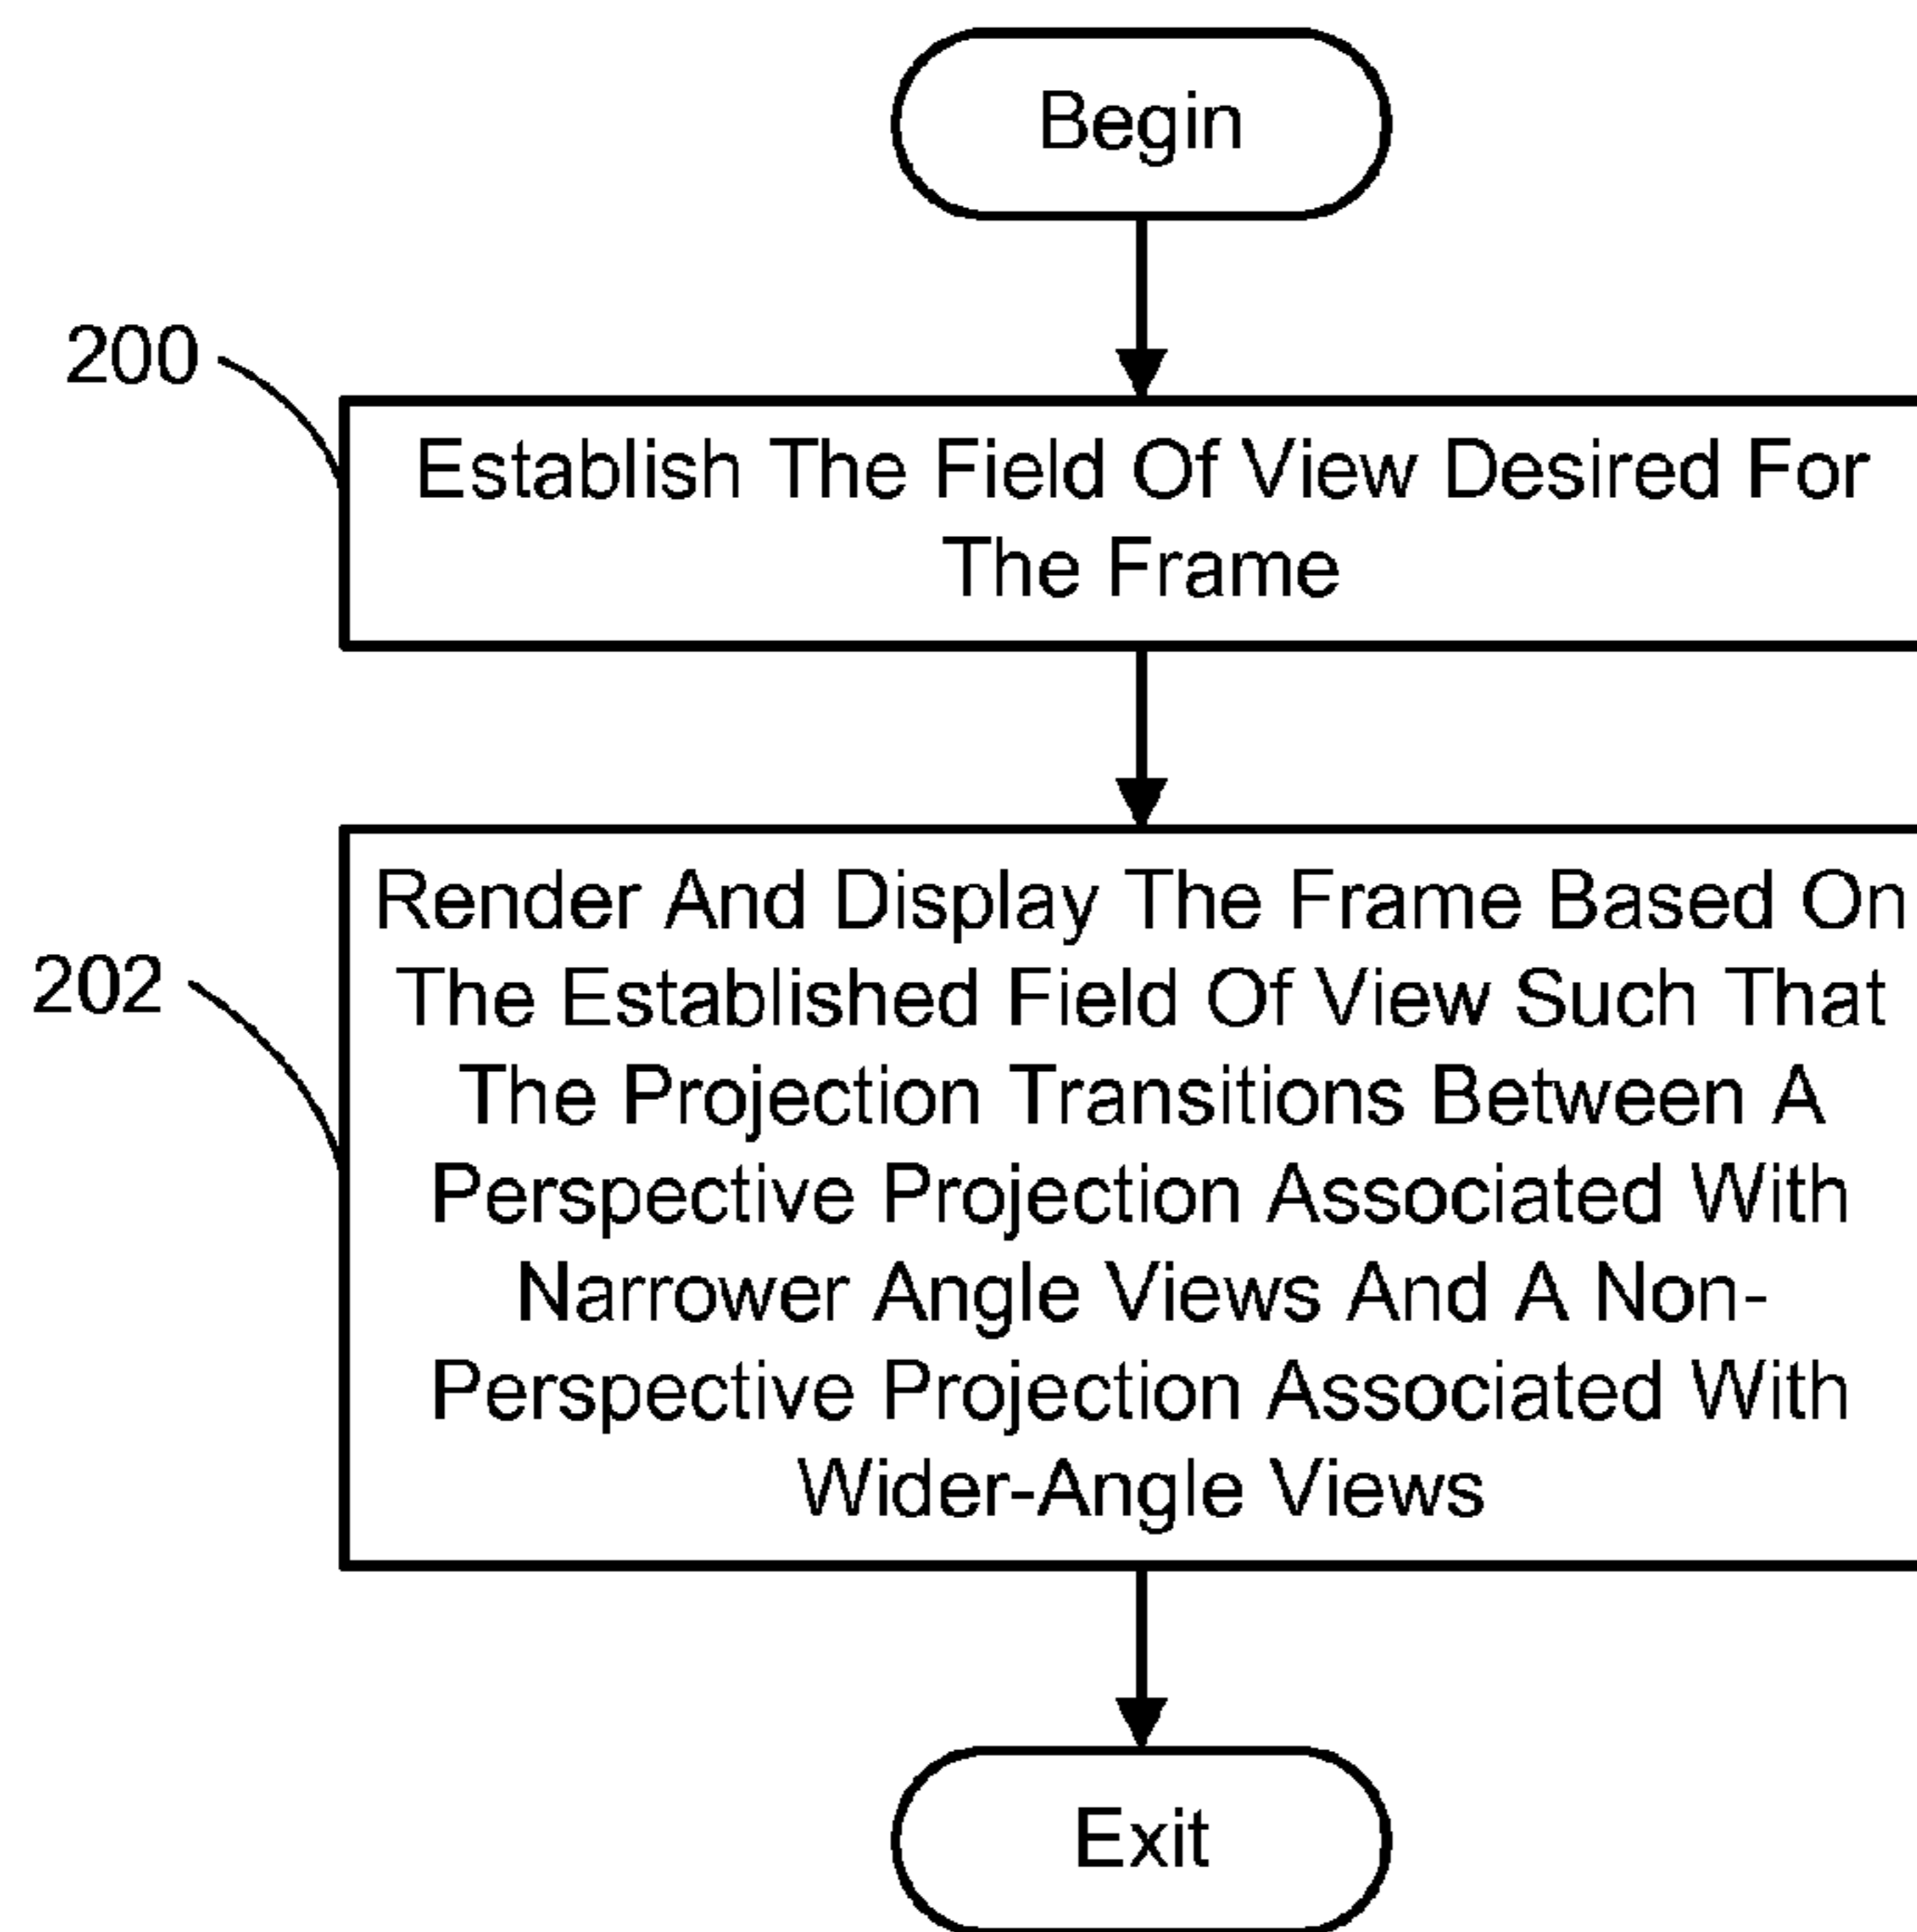 Begin
200
Establish The Field Of View Desired For
The Frame
202
Render And Display The Frame Based On
The Established Field Of View Such That
The Projection Transitions Between A
Perspective Projection Associated With
Narrower Angle Views And A Non-
Perspective Projection Associated With
Wider-Angle Views
Exit